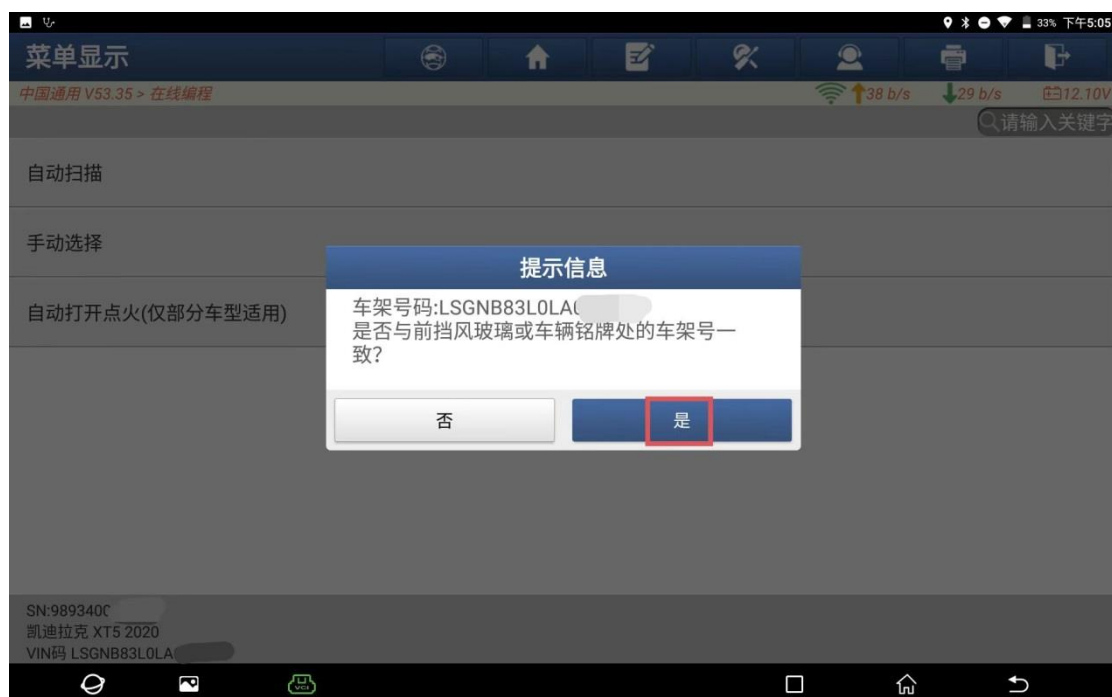 33% 下午5:05
菜单显示
中国通用 V53.35 > 在线编程
38 b/s
29 b/s
12.10V
请输入关键字
自动扫描
手动选择
自动打开点火(仅部分车型适用)
提示信息
车架号码:LSGNB83L0LA
是否与前挡风玻璃或车辆铭牌处的车架号一
致?
否
是
SN:9893400
凯迪拉克 XT5 2020
VIN码 LSGNB83L0LA
VCI